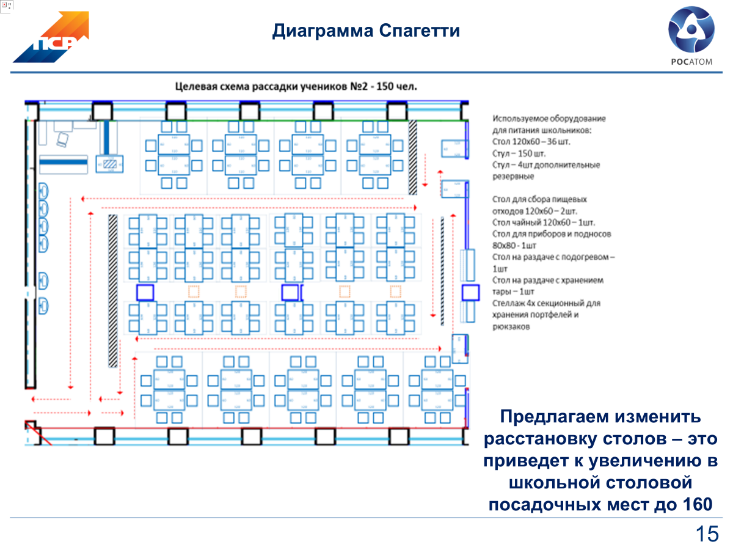 ПСР
Диаграмма Спагетти
РОСАТОМ
Целевая схема рассадки учеников №2 - 150 чел.
Используемое оборудование
для питания школьников:
Стол 120х60 – 36 шт.
Стул – 150 шт.
Стул – 4шт дополнительные
резервные
Стол для сбора пищевых
отходов 120х60 – 2шт.
Стол чайный 120х60 – 1шт.
Стол для приборов и подносов
80х80 - 1шт
Стол на раздаче с подогревом –
1шт
Стол на раздаче с хранением
тары – 1шт
Стеллаж 4х секционный для
хранения портфелей и
рюкзаков
Предлагаем изменить
расстановку столов – это
приведет к увеличению в
школьной столовой
посадочных мест до 160
15